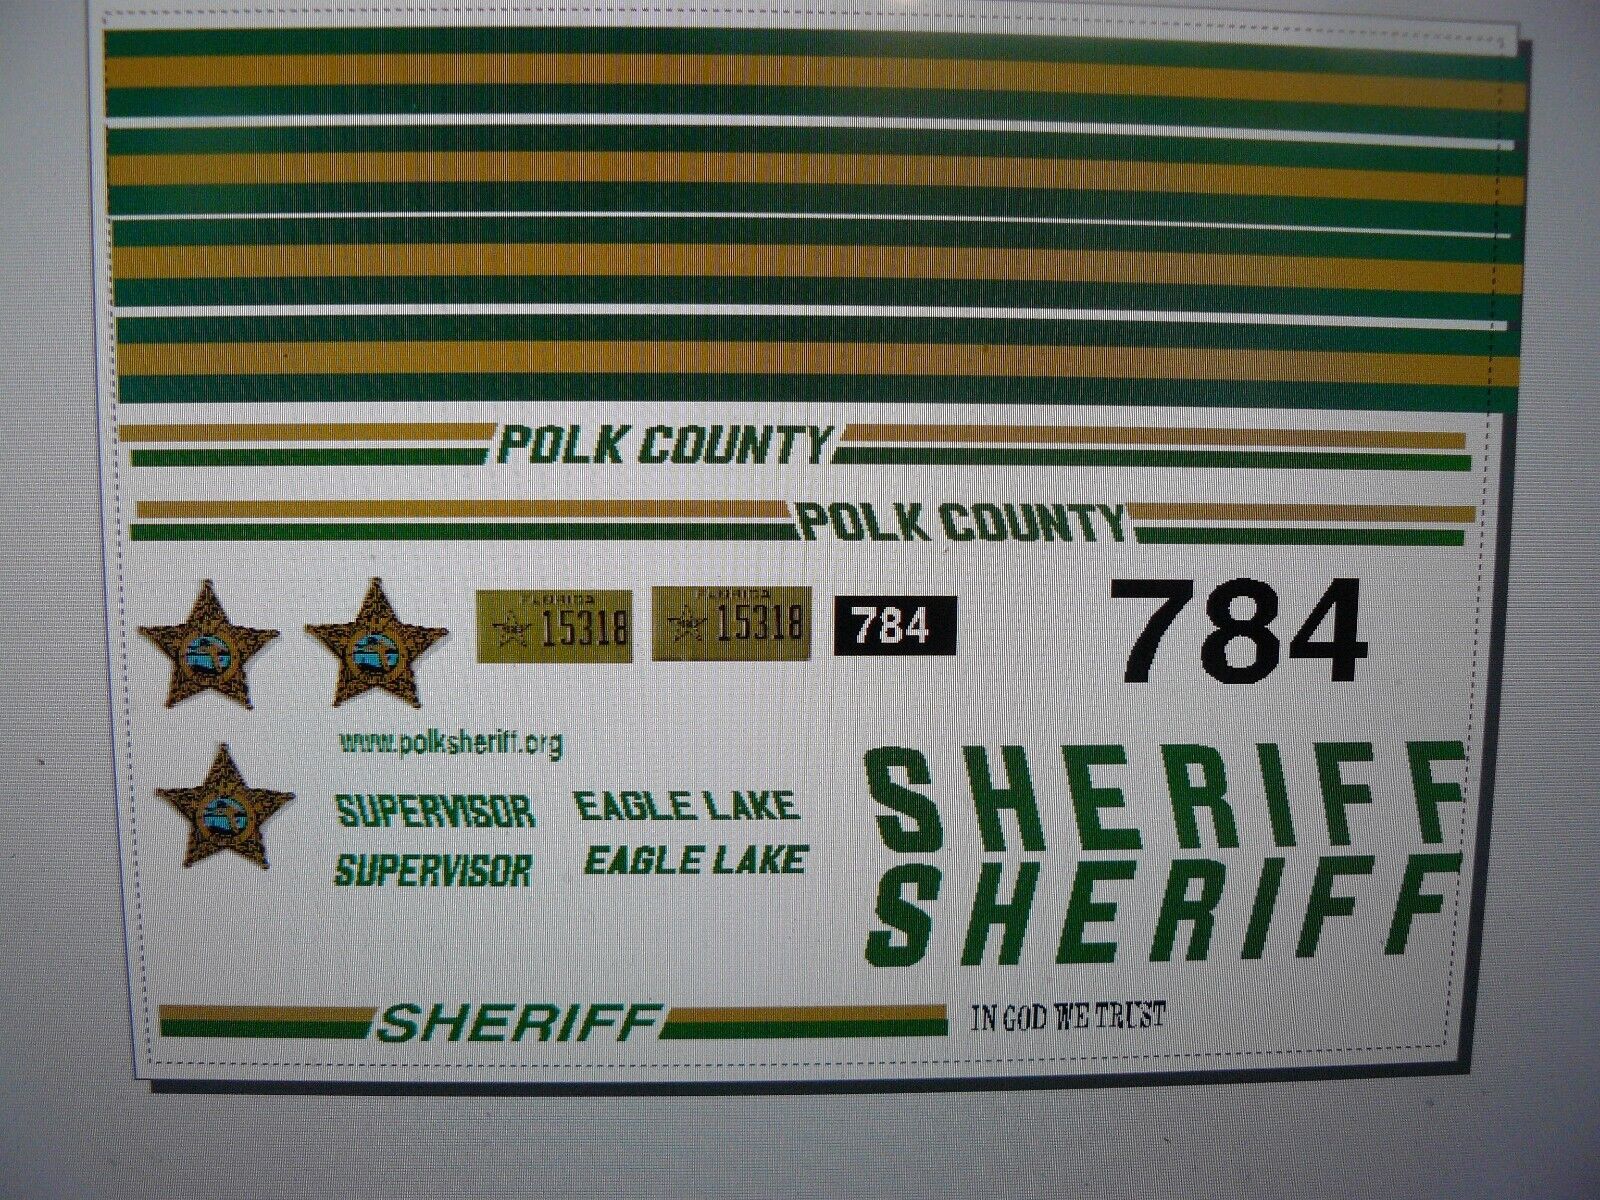 POLK COUNTY
POLK COUNTY
FLORIDA
15318
FLORIDA
15318
784
784
www.polksheriff.org
SUPERVISOR
EAGLE LAKE
SUPERVISOR
EAGLE LAKE
SHERIFF
SHERIFF
SHERIFF
IN GOD WE TRUST